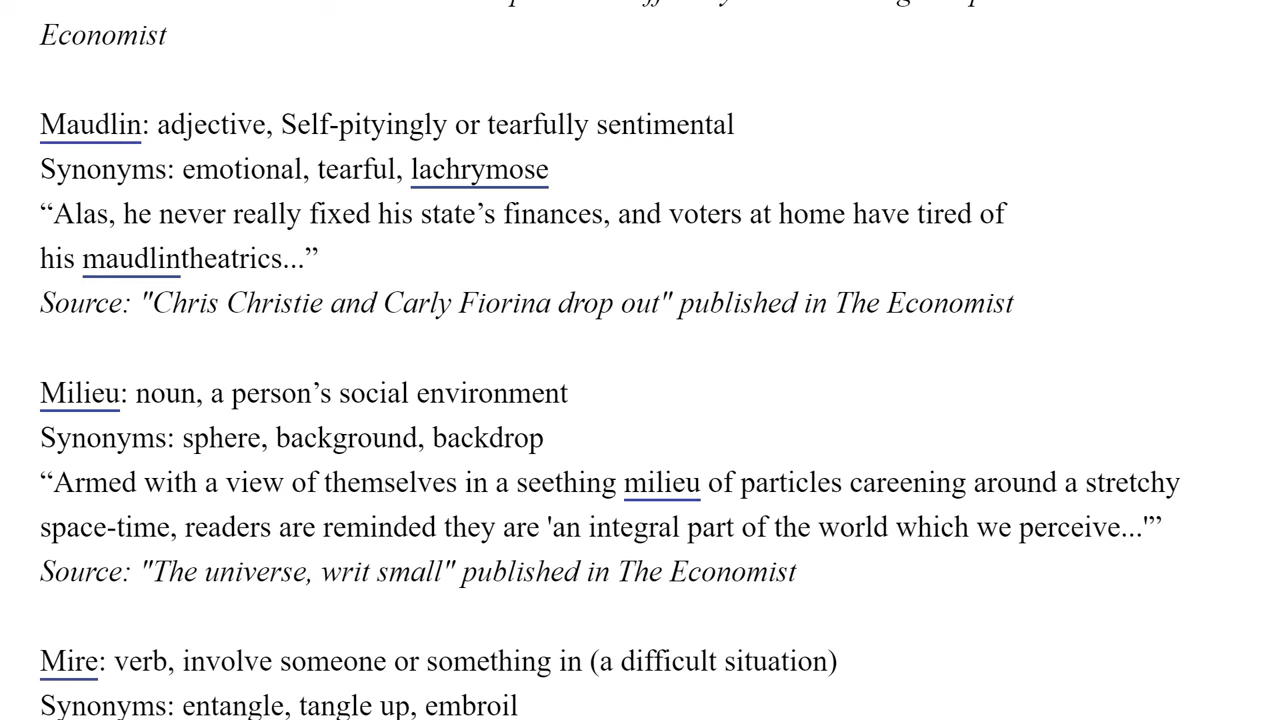 Economist
Maudlin: adjective, Self-pityingly or tearfully sentimental
Synonyms: emotional, tearful, lachrymose
“Alas, he never really fixed his state’s finances, and voters at home have tired of
his maudlintheatrics...”
Source: "Chris Christie and Carly Fiorina drop out" published in The Economist
Milieu: noun, a person’s social environment
Synonyms: sphere, background, backdrop
“Armed with a view of themselves in a seething milieu of particles careening around a stretchy
space-time, readers are reminded they are 'an integral part of the world which we perceive...'”
Source: "The universe, writ small" published in The Economist
Mire: verb, involve someone or something in (a difficult situation)
Synonyms: entangle, tangle up, embroil